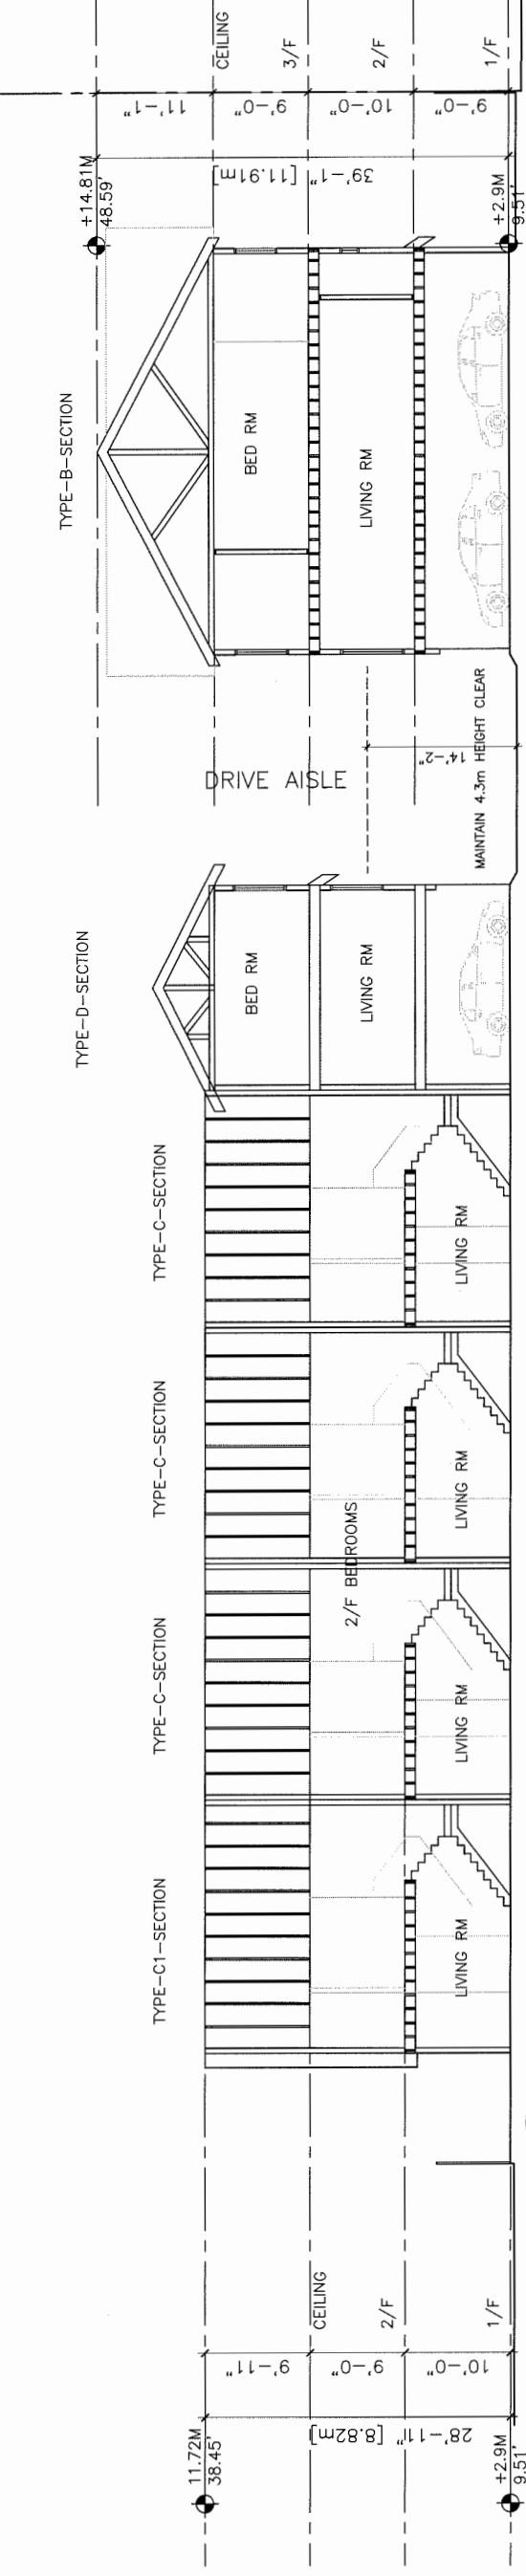 11.72M
38.45'
28'-11" [8.82m]
+2.9M
9.51'
9'-11"
9'-0"
10'-0"
CEILING
2/F
1/F
TYPE-C1-SECTION
LIVING RM
TYPE-C-SECTION
LIVING RM
2/F BEDROOMS
TYPE-C-SECTION
LIVING RM
TYPE-C-SECTION
LIVING RM
TYPE-D-SECTION
BED RM
LIVING RM
DRIVE AISLE
14'-2"
MAINTAIN 4.3m HEIGHT CLEAR
TYPE-B-SECTION
BED RM
LIVING RM
+14.81M
48.59'
39'-1" [11.91m]
+2.9M
9.51'
11'-1"
9'-0"
10'-0"
9'-0"
CEILING
3/F
2/F
1/F